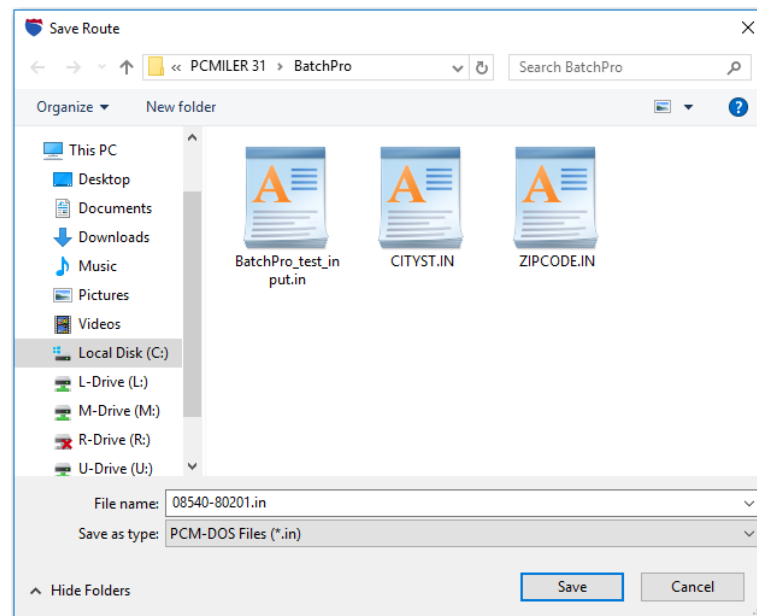 Save Route
« PCMILER 31 > BatchPro
Search BatchPro
Organize
New folder
This PC
Desktop
Documents
Downloads
Music
Pictures
Videos
Local Disk (C:)
L-Drive (L:)
M-Drive (M:)
R-Drive (R:)
U-Drive (U:)
BatchPro_test_in
put.in
CITYST.IN
ZIPCODE.IN
File name: 08540-80201.in
Save as type: PCM-DOS Files (*.in)
Hide Folders
Save
Cancel